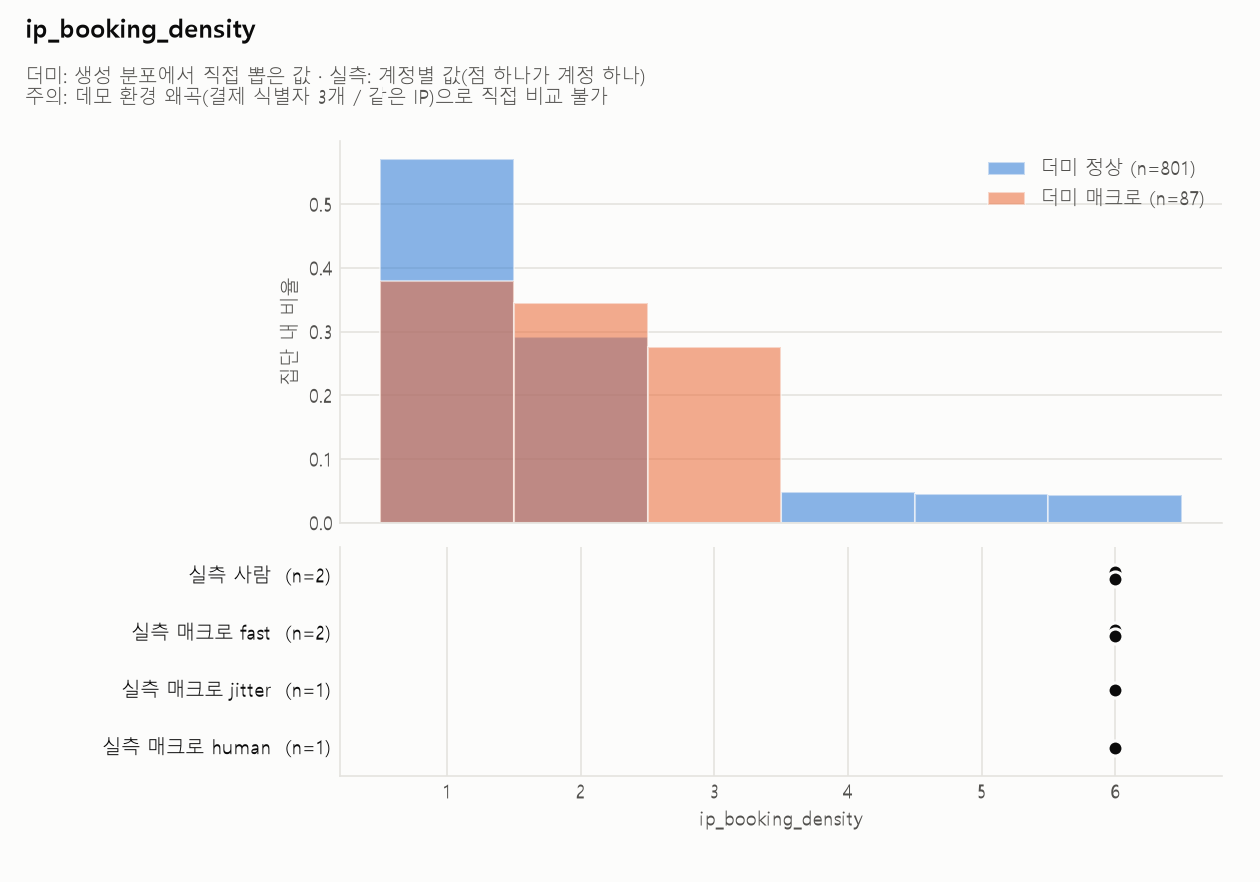 ip_booking_density
더미: 생성 분포에서 직접 뽑은 값 · 실측: 계정별 값(점 하나가 계정 하나)
주의: 데모 환경 왜곡(결제 식별자 3개 / 같은 IP)으로 직접 비교 불가
더미 정상 (n=801)
더미 매크로 (n=87)
집단 내 비율
0.5
0.4
0.3
0.2
0.1
0.0
실측 사람 (n=2)
실측 매크로 fast (n=2)
실측 매크로 jitter (n=1)
실측 매크로 human (n=1)
1 2 3 4 5 6
ip_booking_density